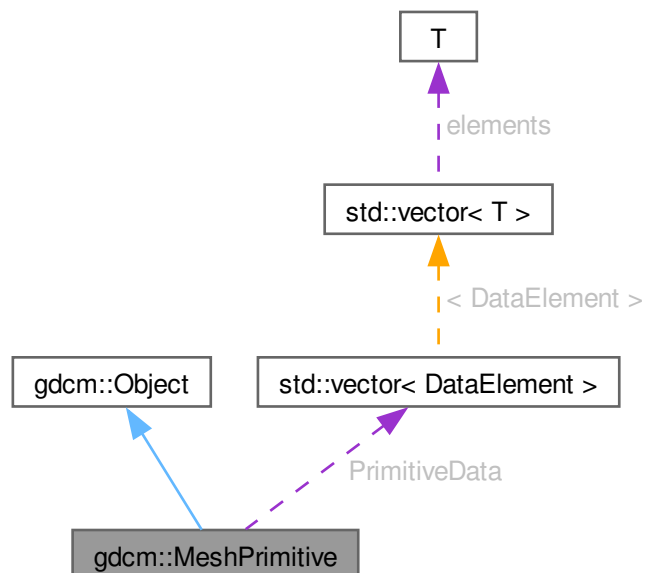 T
elements
std::vector< T >
< DataElement >
gdcm::Object
std::vector< DataElement >
PrimitiveData
gdcm::MeshPrimitive